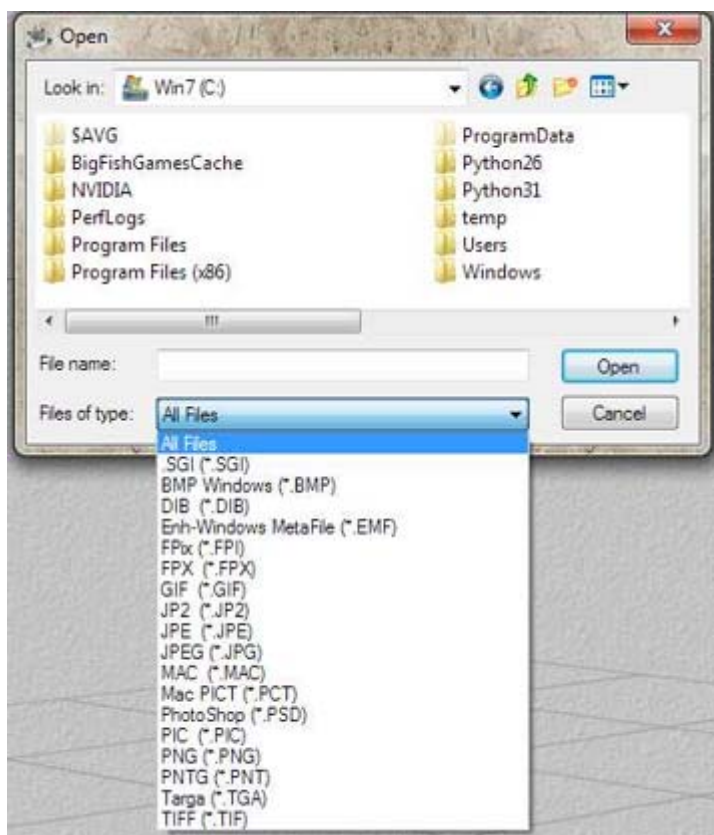 Open
Look in: Win7 (C:)
$AVG
BigFishGamesCache
NVIDIA
PerfLogs
Program Files
Program Files (x86)
ProgramData
Python26
Python31
temp
Users
Windows
File name:
Open
Files of type: All Files
Cancel
All Files
.SGI (*.SGI)
BMP Windows (*.BMP)
DIB (*.DIB)
Enh-Windows MetaFile (*.EMF)
FPix (*.FPI)
FPX (*.FPX)
GIF (*.GIF)
JP2 (*.JP2)
JPE (*.JPE)
JPEG (*.JPG)
MAC (*.MAC)
Mac PICT (*.PCT)
PhotoShop (*.PSD)
PIC (*.PIC)
PNG (*.PNG)
PNTG (*.PNT)
Targa (*.TGA)
TIFF (*.TIF)